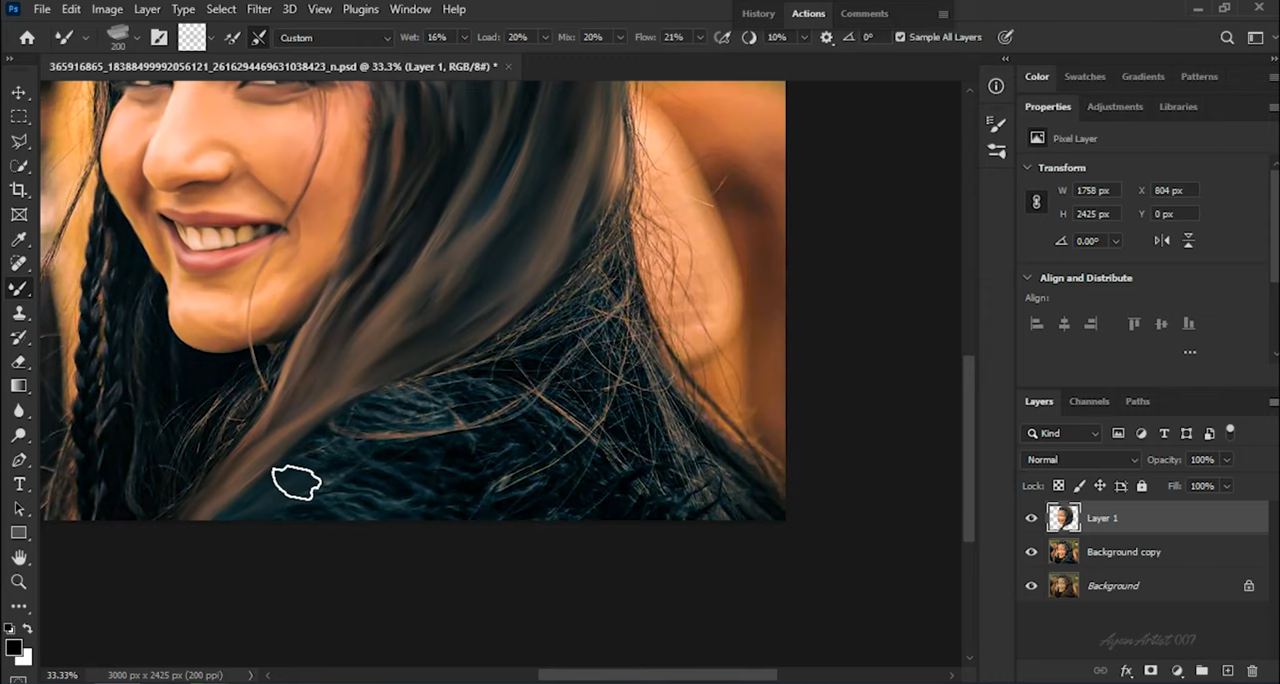 Ps File Edit Image Layer Type Select Filter 3D View Plugins Window Help
History Actions Comments
200 Custom Wet: 16% Load: 20% Mix: 20% Flow: 21% 10% 0° Sample All Layers
365916865_18388499992056121_2616294469631038423_n.psd @ 33.3% (Layer 1, RGB/8#) * ×
Color Swatches Gradients Patterns
Properties Adjustments Libraries
Pixel Layer
Transform
W 1758 px X 804 px
H 2425 px Y 0 px
0.00°
Align and Distribute
Align:
Layers Channels Paths
Kind
Normal Opacity: 100%
Lock: Fill: 100%
Layer 1
Background copy
Background
Ayan Artist 007
33.33% 3000 px x 2425 px (200 ppi)